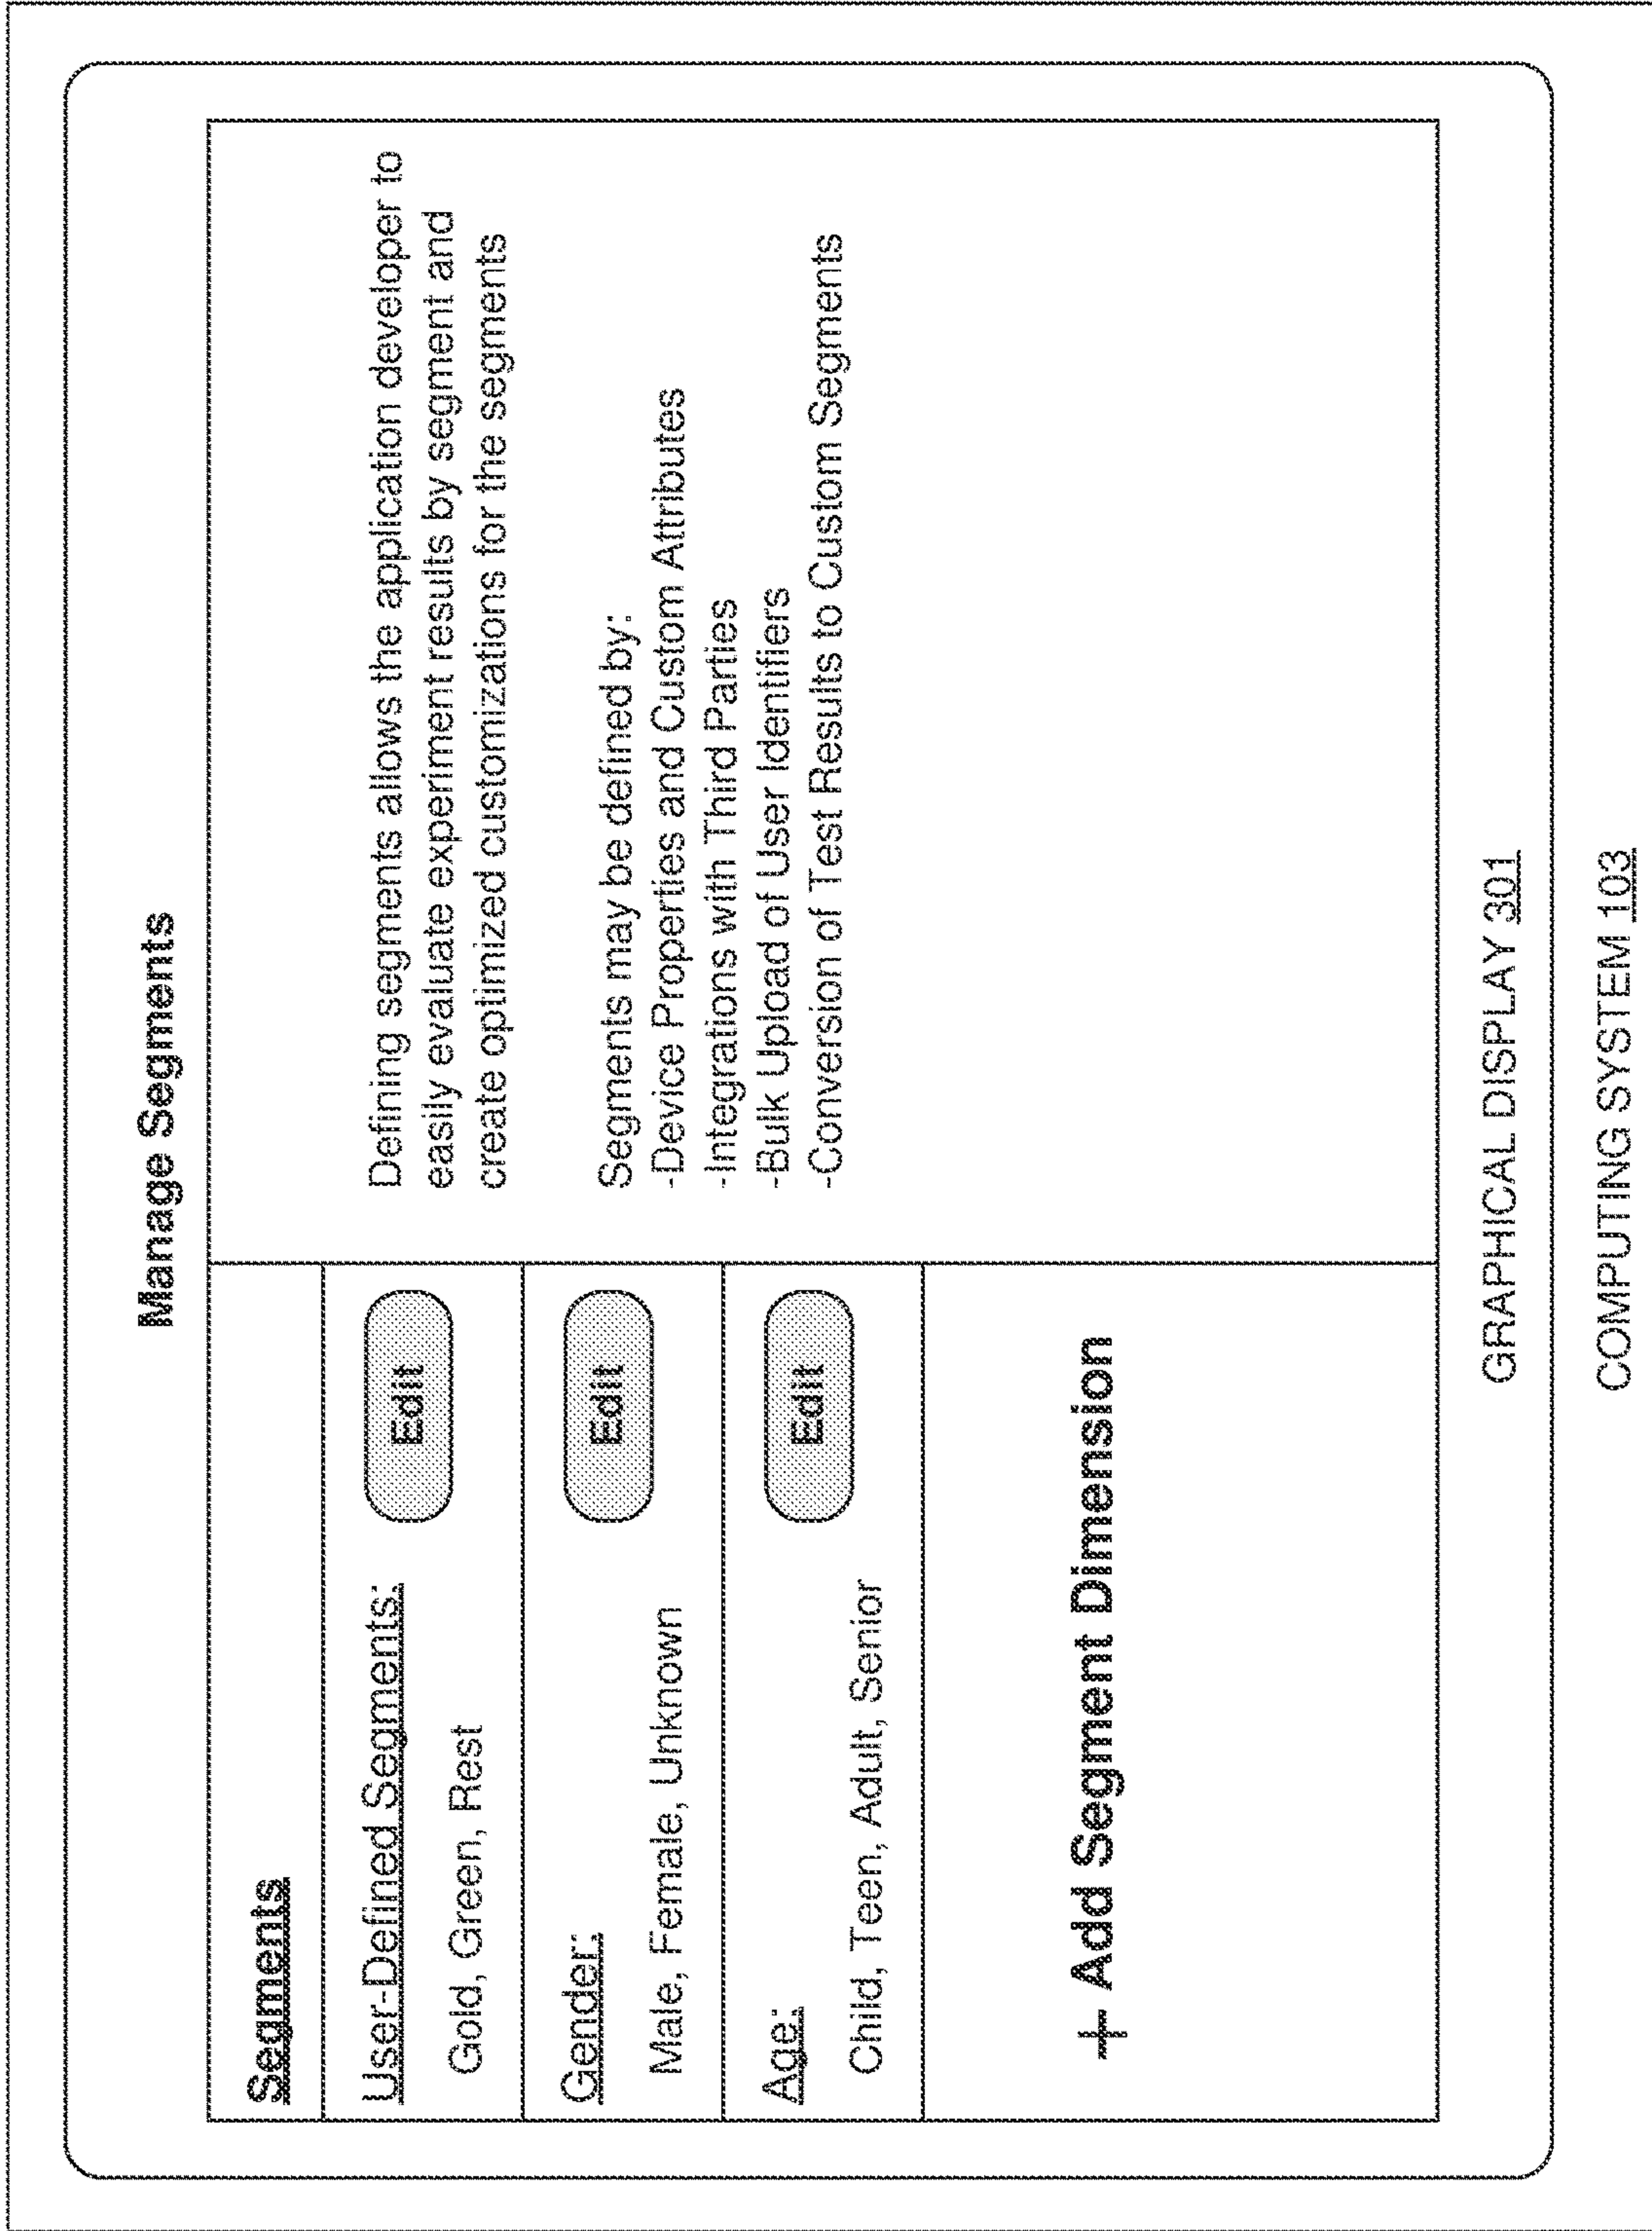 Manage Segments
Segments
User-Defined Segments:
Gold, Green, Rest
Edit
Gender:
Male, Female, Unknown
Edit
Age:
Child, Teen, Adult, Senior
Edit
+ Add Segment Dimension
Defining segments allows the application developer to
easily evaluate experiment results by segment and
create optimized customizations for the segments
Segments may be defined by:
-Device Properties and Custom Attributes
-Integrations with Third Parties
-Bulk Upload of User Identifiers
-Conversion of Test Results to Custom Segments
GRAPHICAL DISPLAY 301
COMPUTING SYSTEM 103